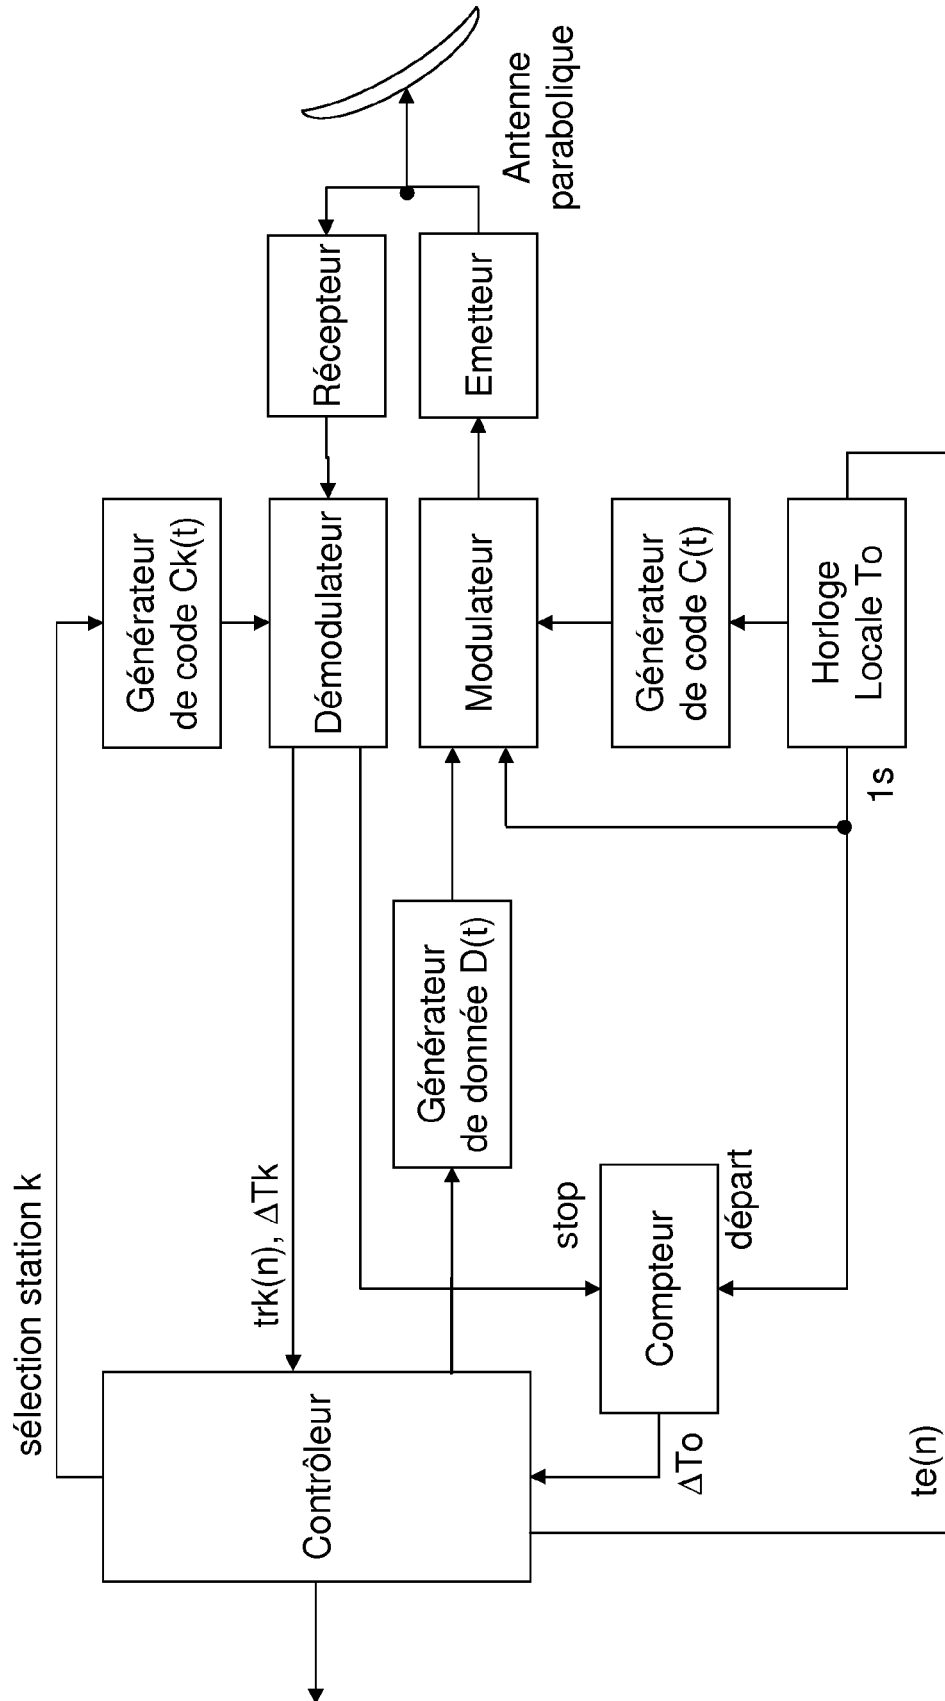 sélection station k
Générateur
de code Ck(t)
trk(n), ΔTk
Contrôleur
Démodulateur
Récepteur
Antenne
parabolique
Générateur
de donnée D(t)
Modulateur
Emetteur
stop
Compteur
départ
ΔTo
Générateur
de code C(t)
1s
Horloge
Locale To
te(n)